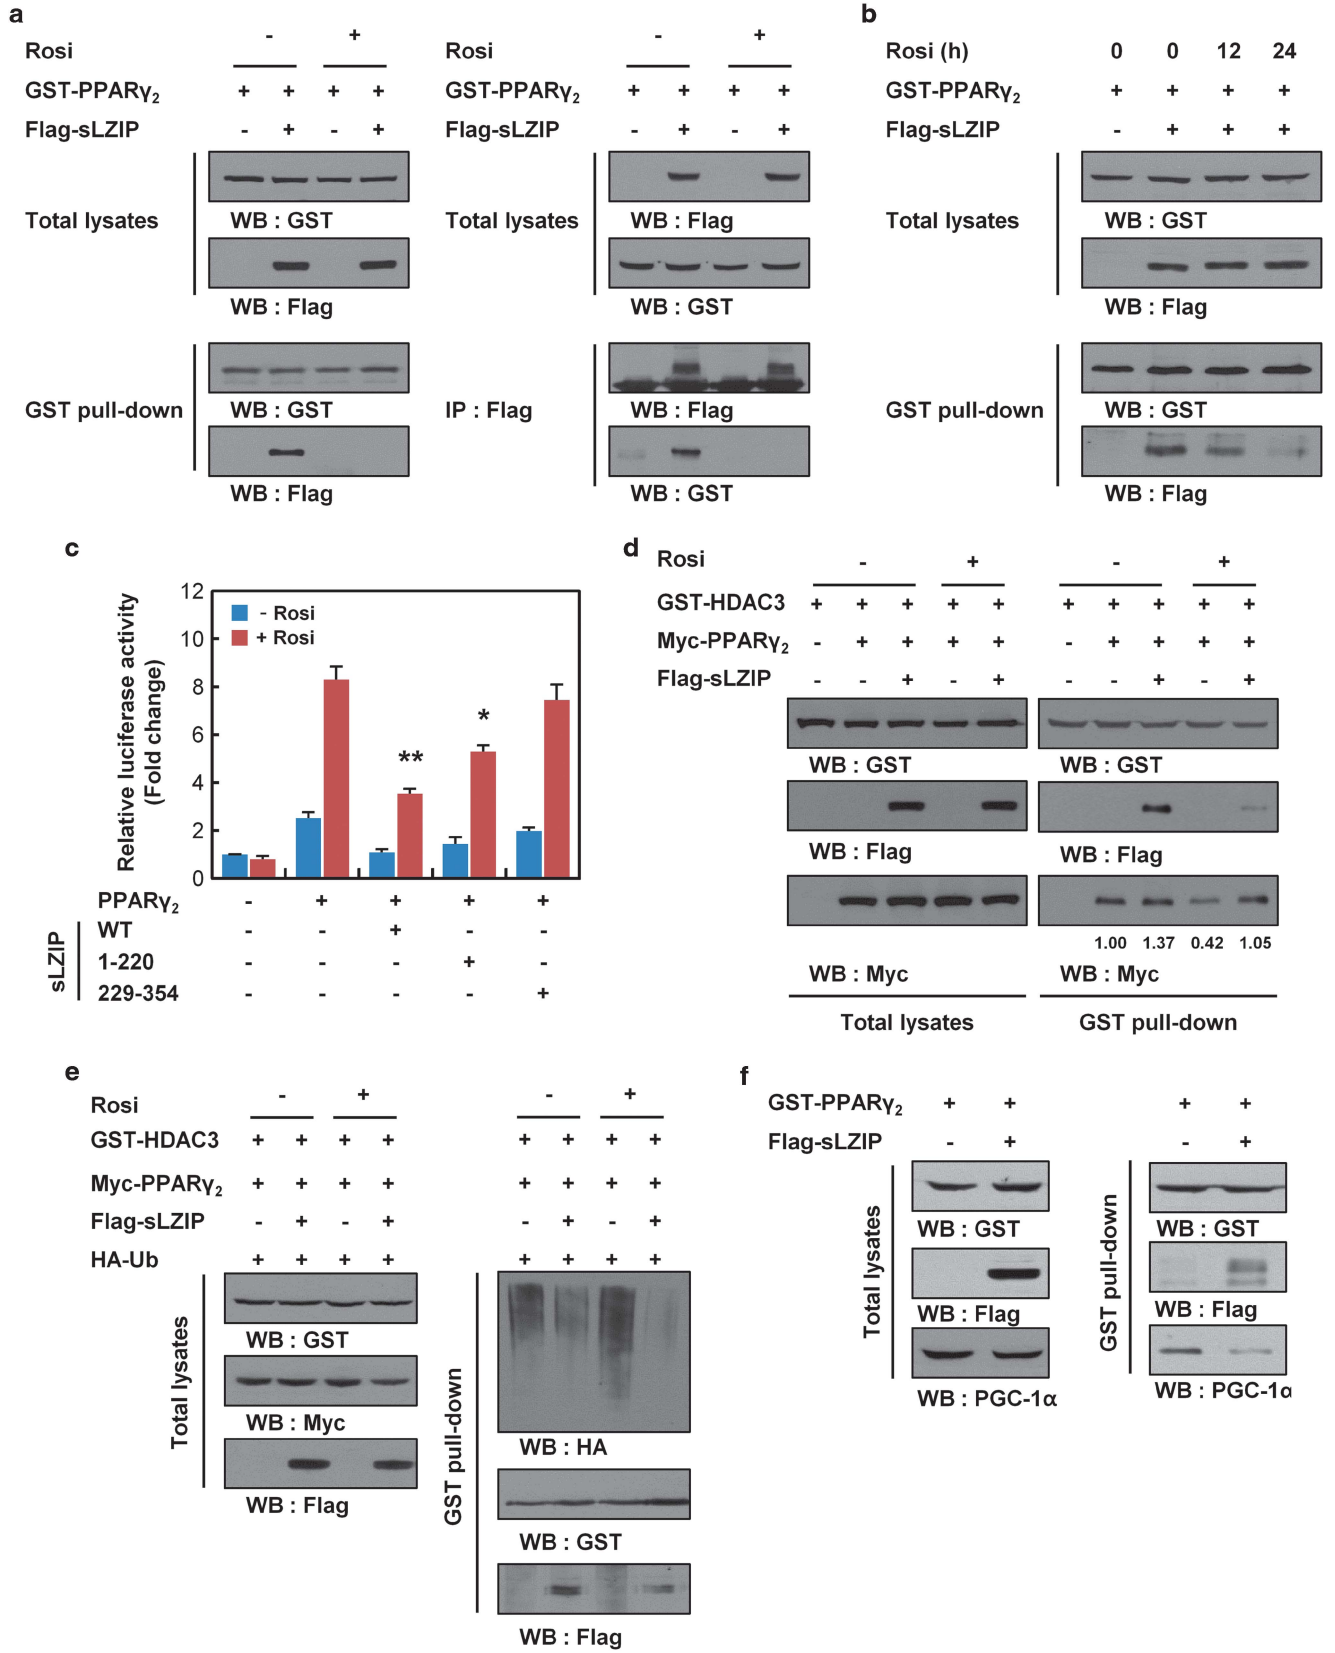 a
Rosi - +
GST-PPARγ2 + + + +
Flag-sLZIP - + - +
Total lysates
WB : GST
WB : Flag
GST pull-down
WB : GST
WB : Flag
Rosi - +
GST-PPARγ2 + + + +
Flag-sLZIP - + - +
Total lysates
WB : Flag
WB : GST
IP : Flag
WB : Flag
WB : GST
b
Rosi (h) 0 0 12 24
GST-PPARγ2 + + + +
Flag-sLZIP - + + +
Total lysates
WB : GST
WB : Flag
GST pull-down
WB : GST
WB : Flag
c
Relative luciferase activity
(Fold change)
12
10
8
6
4
2
0
- Rosi
+ Rosi
**
*
PPARγ2 - + + + +
sLZIP
WT - - + - -
1-220 - - - + -
229-354 - - - - +
d
Rosi - + - +
GST-HDAC3 + + + + + + + + + +
Myc-PPARγ2 - + + + + - + + + +
Flag-sLZIP - - + - + - - + - +
WB : GST WB : GST
WB : Flag WB : Flag
1.00 1.37 0.42 1.05
WB : Myc WB : Myc
Total lysates GST pull-down
e
Rosi - + - +
GST-HDAC3 + + + + + + + +
Myc-PPARγ2 + + + + + + + +
Flag-sLZIP - + - + - + - +
HA-Ub + + + + + + + +
Total lysates
WB : GST
WB : Myc
WB : Flag
GST pull-down
WB : HA
WB : GST
WB : Flag
f
GST-PPARγ2 + + + +
Flag-sLZIP - + - +
Total lysates
WB : GST
WB : Flag
WB : PGC-1α
GST pull-down
WB : GST
WB : Flag
WB : PGC-1α